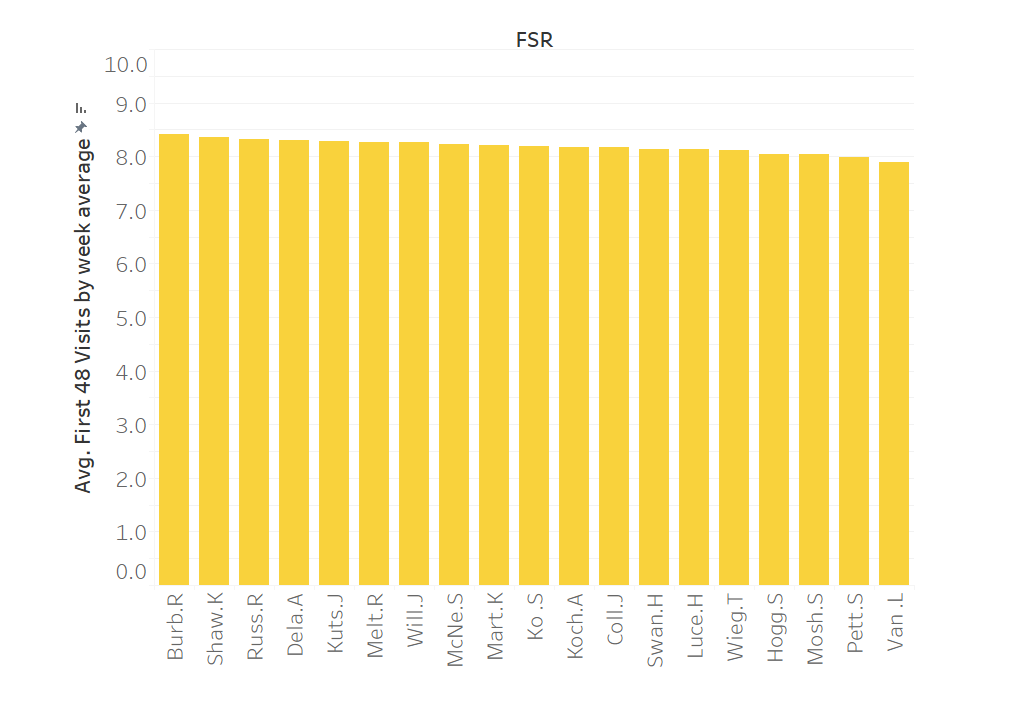 FSR
Avg. First 48 Visits by week average
10.0
9.0
8.0
7.0
6.0
5.0
4.0
3.0
2.0
1.0
0.0
Burb.R
Shaw.K
Russ.R
Dela.A
Kuts.J
Melt.R
Will.J
McNe.S
Mart.K
Ko .S
Koch.A
Coll.J
Swan.H
Luce.H
Wieg.T
Hogg.S
Mosh.S
Pett.S
Van .L